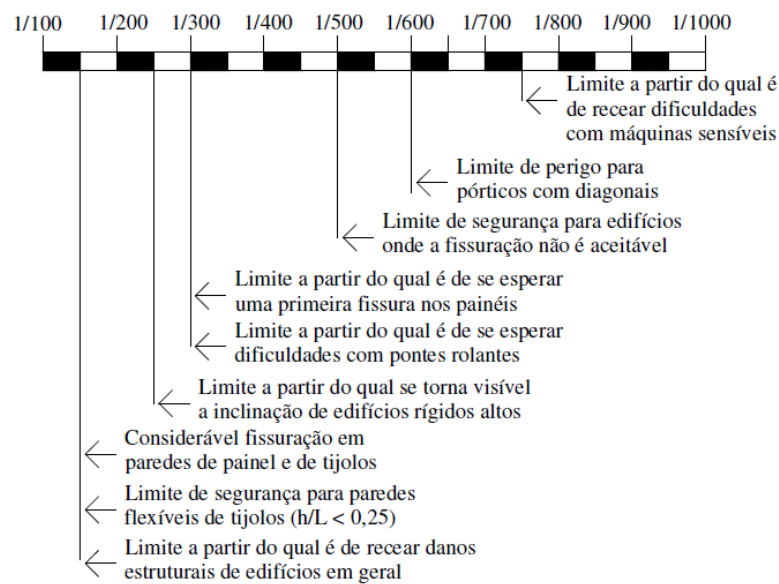 1/100 1/200 1/300 1/400 1/500 1/600 1/700 1/800 1/900 1/1000
Limite a partir do qual é
de recear dificuldades
com máquinas sensíveis
Limite de perigo para
pórticos com diagonais
Limite de segurança para edifícios
onde a fissuração não é aceitável
Limite a partir do qual é de se esperar
uma primeira fissura nos painéis
Limite a partir do qual é de se esperar
dificuldades com pontes rolantes
Limite a partir do qual se torna visível
a inclinação de edifícios rígidos altos
Considerável fissuração em
paredes de painel e de tijolos
Limite de segurança para paredes
flexíveis de tijolos (h/L < 0,25)
Limite a partir do qual é de recear danos
estruturais de edifícios em geral